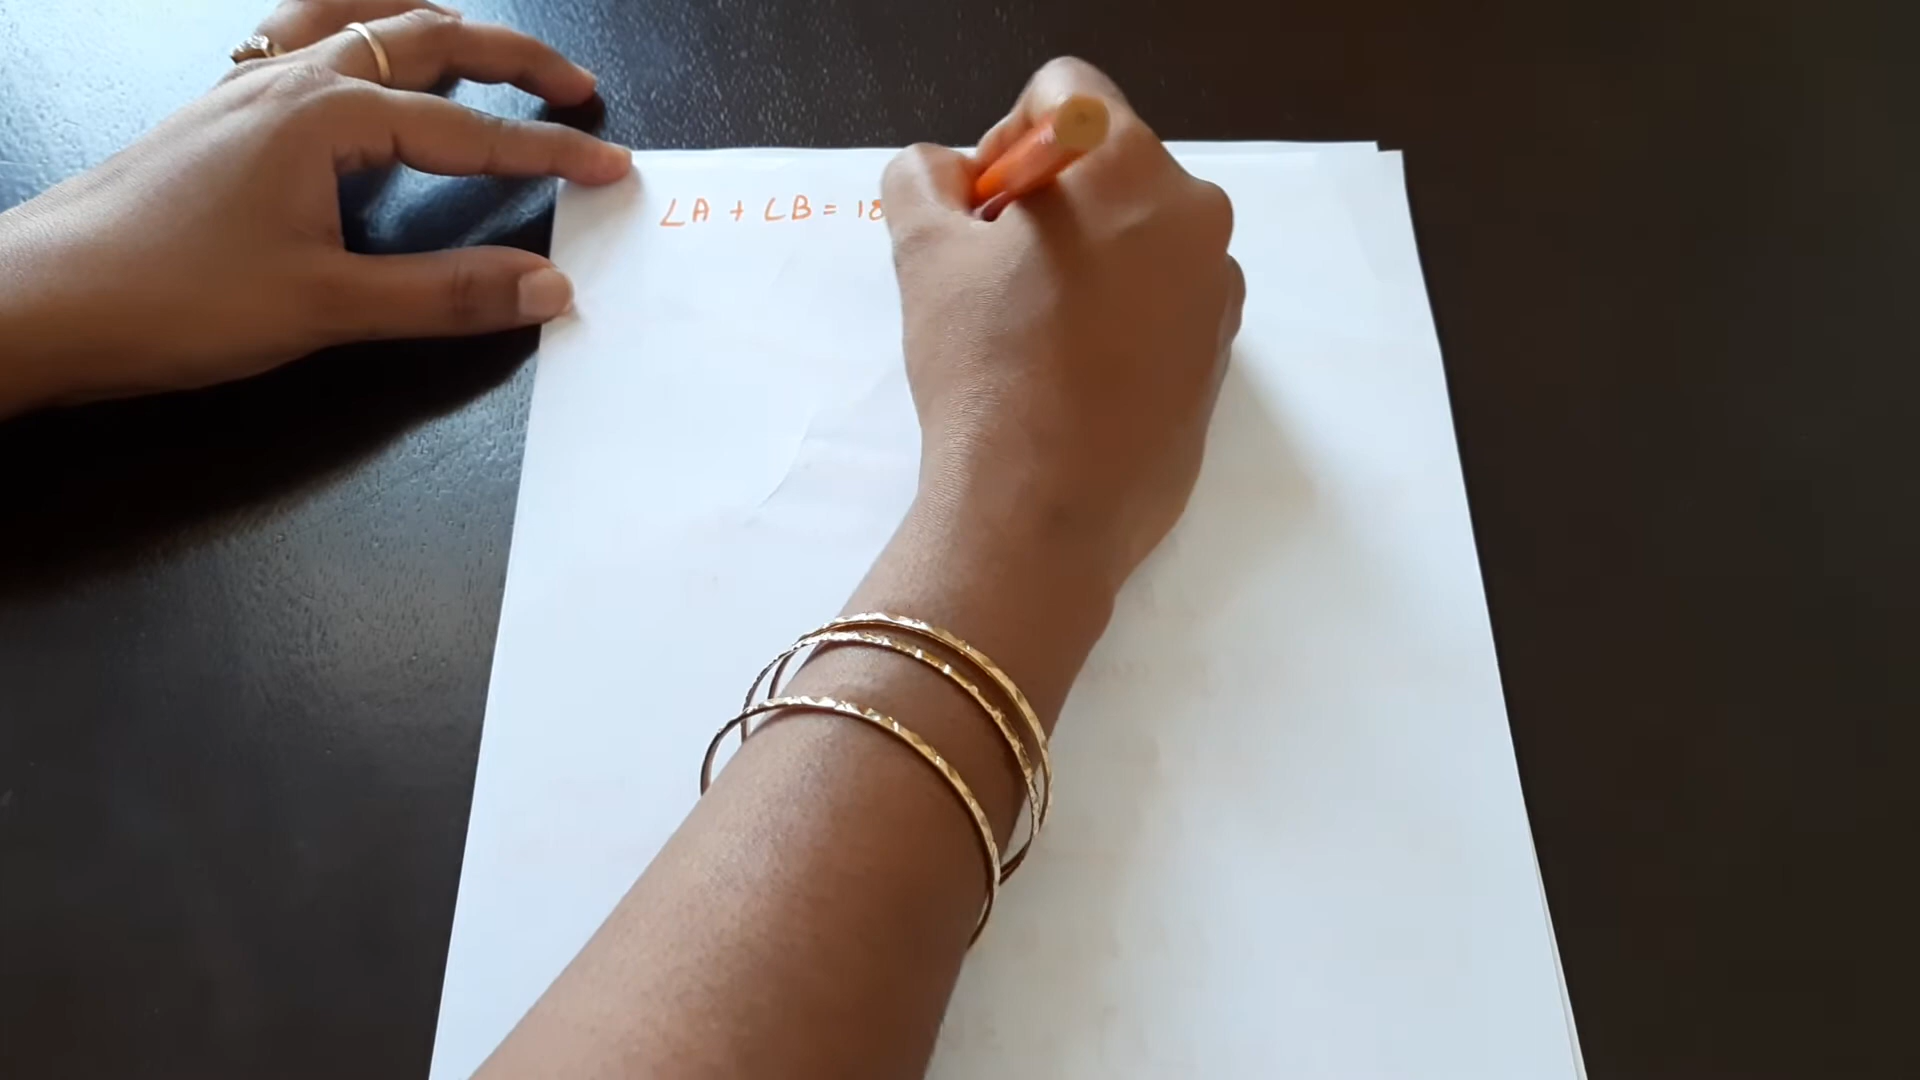 ∠A + ∠B = 18